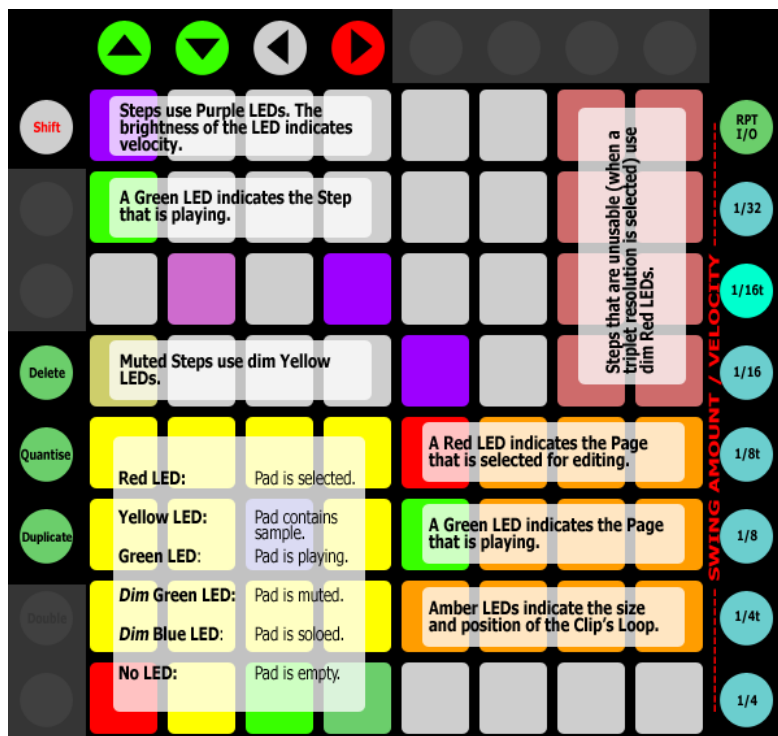 Shift
Steps use Purple LEDs. The
brightness of the LED indicates
velocity.
RPT
I/O
A Green LED indicates the Step
that is playing.
1/32
Steps that are unusable (when a
triplet resolution is selected) use
dim Red LEDs.
1/16t
Delete
Muted Steps use dim Yellow
LEDs.
1/16
SWING AMOUNT / VELOCITY
Quantise
A Red LED indicates the Page
that is selected for editing.
1/8t
Red LED: Pad is selected.
Duplicate
Yellow LED: Pad contains
sample.
Green LED: Pad is playing.
A Green LED indicates the Page
that is playing.
1/8
Double
Dim Green LED: Pad is muted.
Dim Blue LED: Pad is soloed.
Amber LEDs indicate the size
and position of the Clip's Loop.
1/4t
No LED: Pad is empty.
1/4